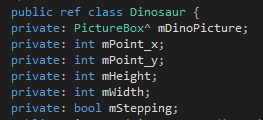 public ref class Dinosaur {
private: PictureBox^ mDinoPicture;
private: int mPoint_x;
private: int mPoint_y;
private: int mHeight;
private: int mWidth;
private: bool mStepping;